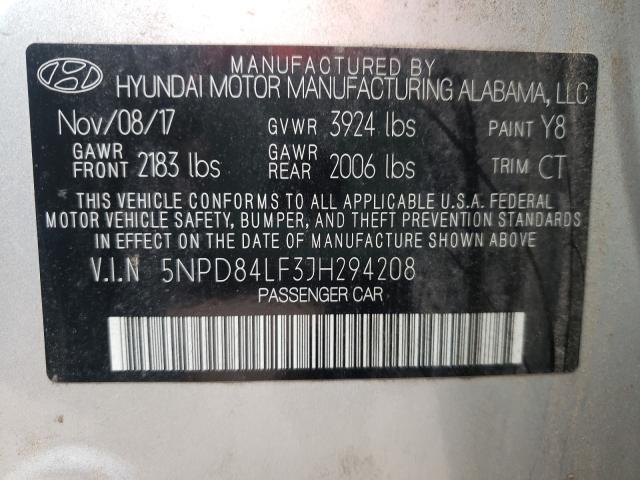 MANUFACTURED BY
HYUNDAI MOTOR MANUFACTURING ALABAMA, LLC
Nov/08/17 GVWR 3924 lbs PAINT Y8
GAWR FRONT 2183 lbs GAWR REAR 2006 lbs TRIM CT
THIS VEHICLE CONFORMS TO ALL APPLICABLE U.S.A. FEDERAL
MOTOR VEHICLE SAFETY, BUMPER, AND THEFT PREVENTION STANDARDS
IN EFFECT ON THE DATE OF MANUFACTURE SHOWN ABOVE.
V.I.N 5NPD84LF3JH294208
PASSENGER CAR